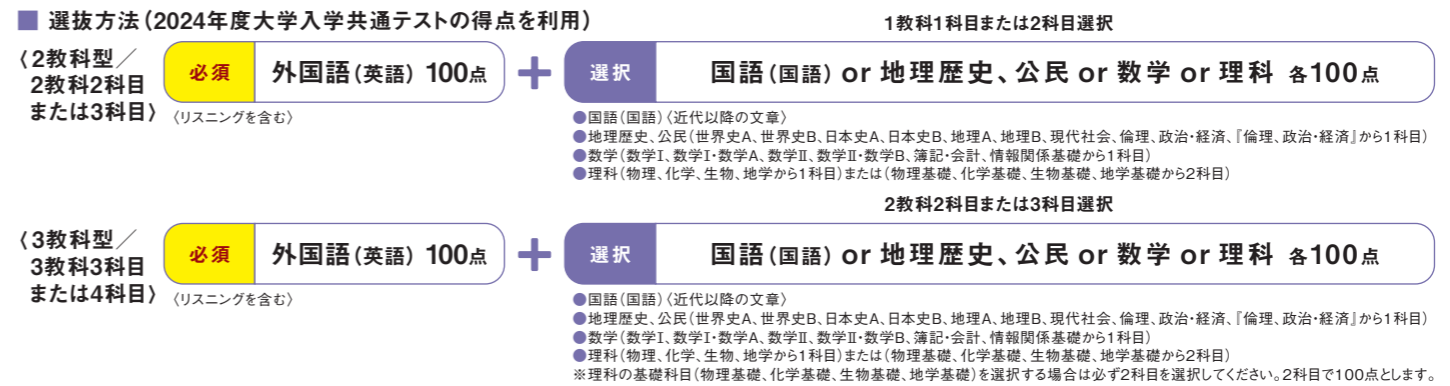 ■ 選抜方法(2024年度大学入学共通テストの得点を利用)
1教科1科目または2科目選択
〈2教科型/
2教科2科目
または3科目〉
必須 外国語(英語) 100点 + 選択 国語(国語) or 地理歴史、公民 or 数学 or 理科 各100点
〈リスニングを含む〉
●国語(国語)〈近代以降の文章〉
●地理歴史、公民(世界史A、世界史B、日本史A、日本史B、地理A、地理B、現代社会、倫理、政治・経済、『倫理、政治・経済』から1科目)
●数学(数学Ⅰ、数学Ⅰ・数学A、数学Ⅱ、数学Ⅱ・数学B、簿記・会計、情報関係基礎から1科目)
●理科(物理、化学、生物、地学から1科目)または(物理基礎、化学基礎、生物基礎、地学基礎から2科目)
2教科2科目または3科目選択
〈3教科型/
3教科3科目
または4科目〉
必須 外国語(英語) 100点 + 選択 国語(国語) or 地理歴史、公民 or 数学 or 理科 各100点
〈リスニングを含む〉
●国語(国語)〈近代以降の文章〉
●地理歴史、公民(世界史A、世界史B、日本史A、日本史B、地理A、地理B、現代社会、倫理、政治・経済、『倫理、政治・経済』から1科目)
●数学(数学Ⅰ、数学Ⅰ・数学A、数学Ⅱ、数学Ⅱ・数学B、簿記・会計、情報関係基礎から1科目)
●理科(物理、化学、生物、地学から1科目)または(物理基礎、化学基礎、生物基礎、地学基礎から2科目)
※理科の基礎科目(物理基礎、化学基礎、生物基礎、地学基礎)を選択する場合は必ず2科目を選択してください。2科目で100点とします。